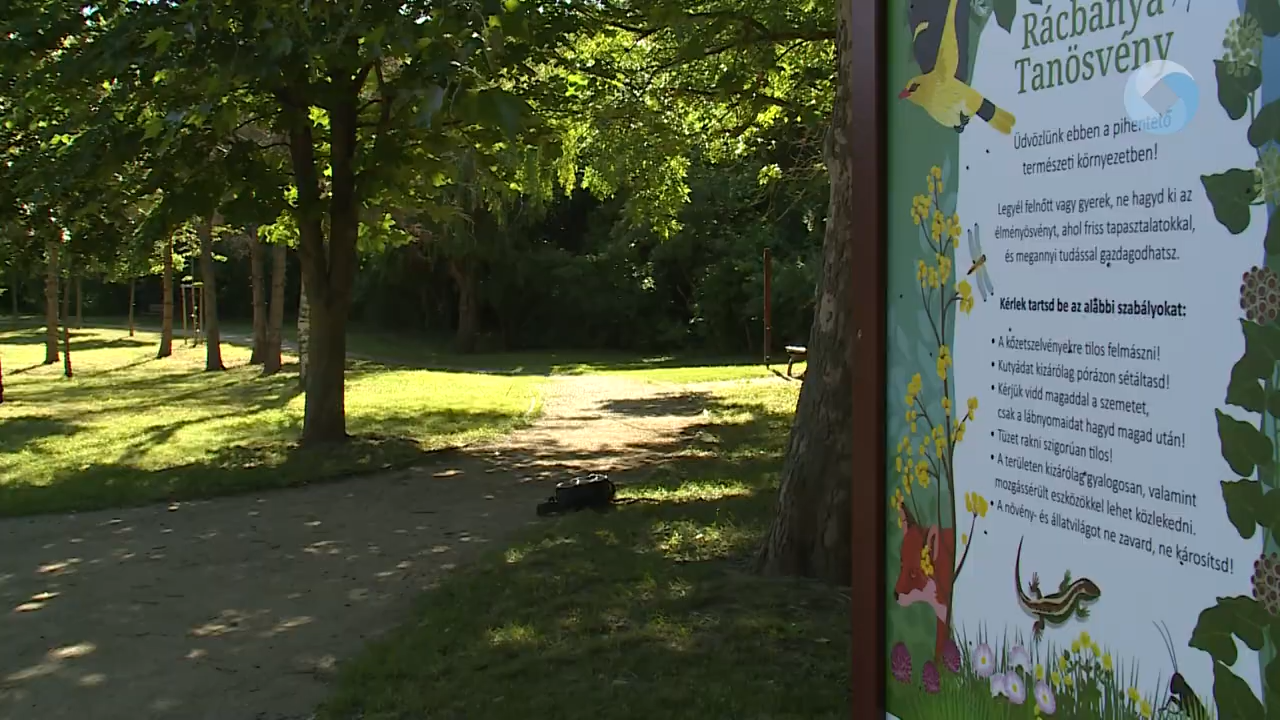 Rácbánya
Tanösvény
Üdvözlünk ebben a pihentető
természeti környezetben!
Legyél felnőtt vagy gyerek, ne hagyd ki az
élményösvényt, ahol friss tapasztalatokkal,
és megannyi tudással gazdagodhatsz.
Kérlek tartsd be az alábbi szabályokat:
• A kőzetszelvényekre tilos felmászni!
• Kutyádat kizárólag pórázon sétáltasd!
• Kérjük vidd magaddal a szemetet,
csak a lábnyomaidat hagyd magad után!
• Tüzet rakni szigorúan tilos!
• A területen kizárólag gyalogosan, valamint
mozgássérült eszközökkel lehet közlekedni.
• A növény- és állatvilágot ne zavard, ne károsítsd!